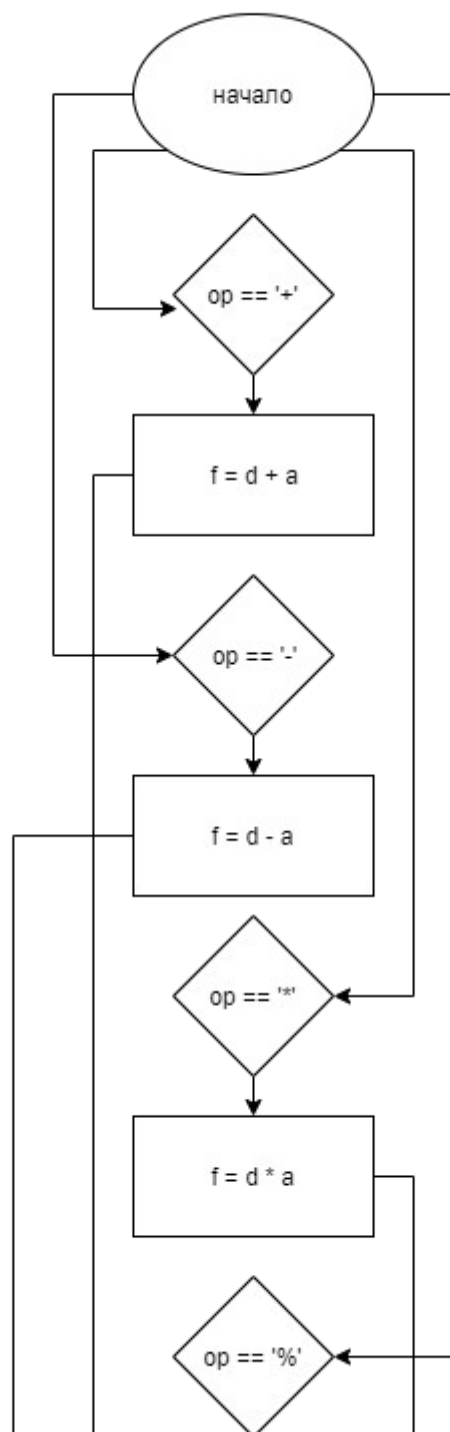 начало
op == '+'
f = d + a
op == '-'
f = d - a
op == '*'
f = d * a
op == '%'